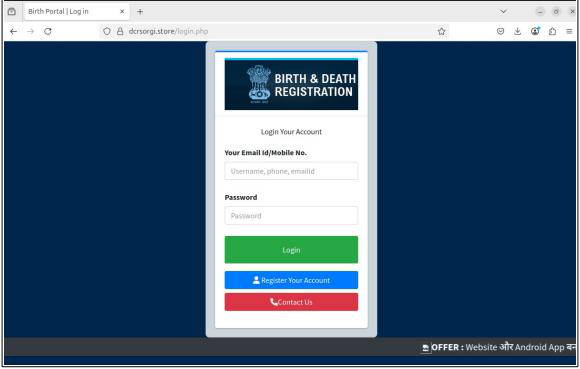 Birth Portal | Log in
dcrsorgi.store/login.php
BIRTH & DEATH
REGISTRATION
Login Your Account
Your Email Id/Mobile No.
Username, phone, emailid
Password
Password
Login
Register Your Account
Contact Us
OFFER : Website और Android App बन